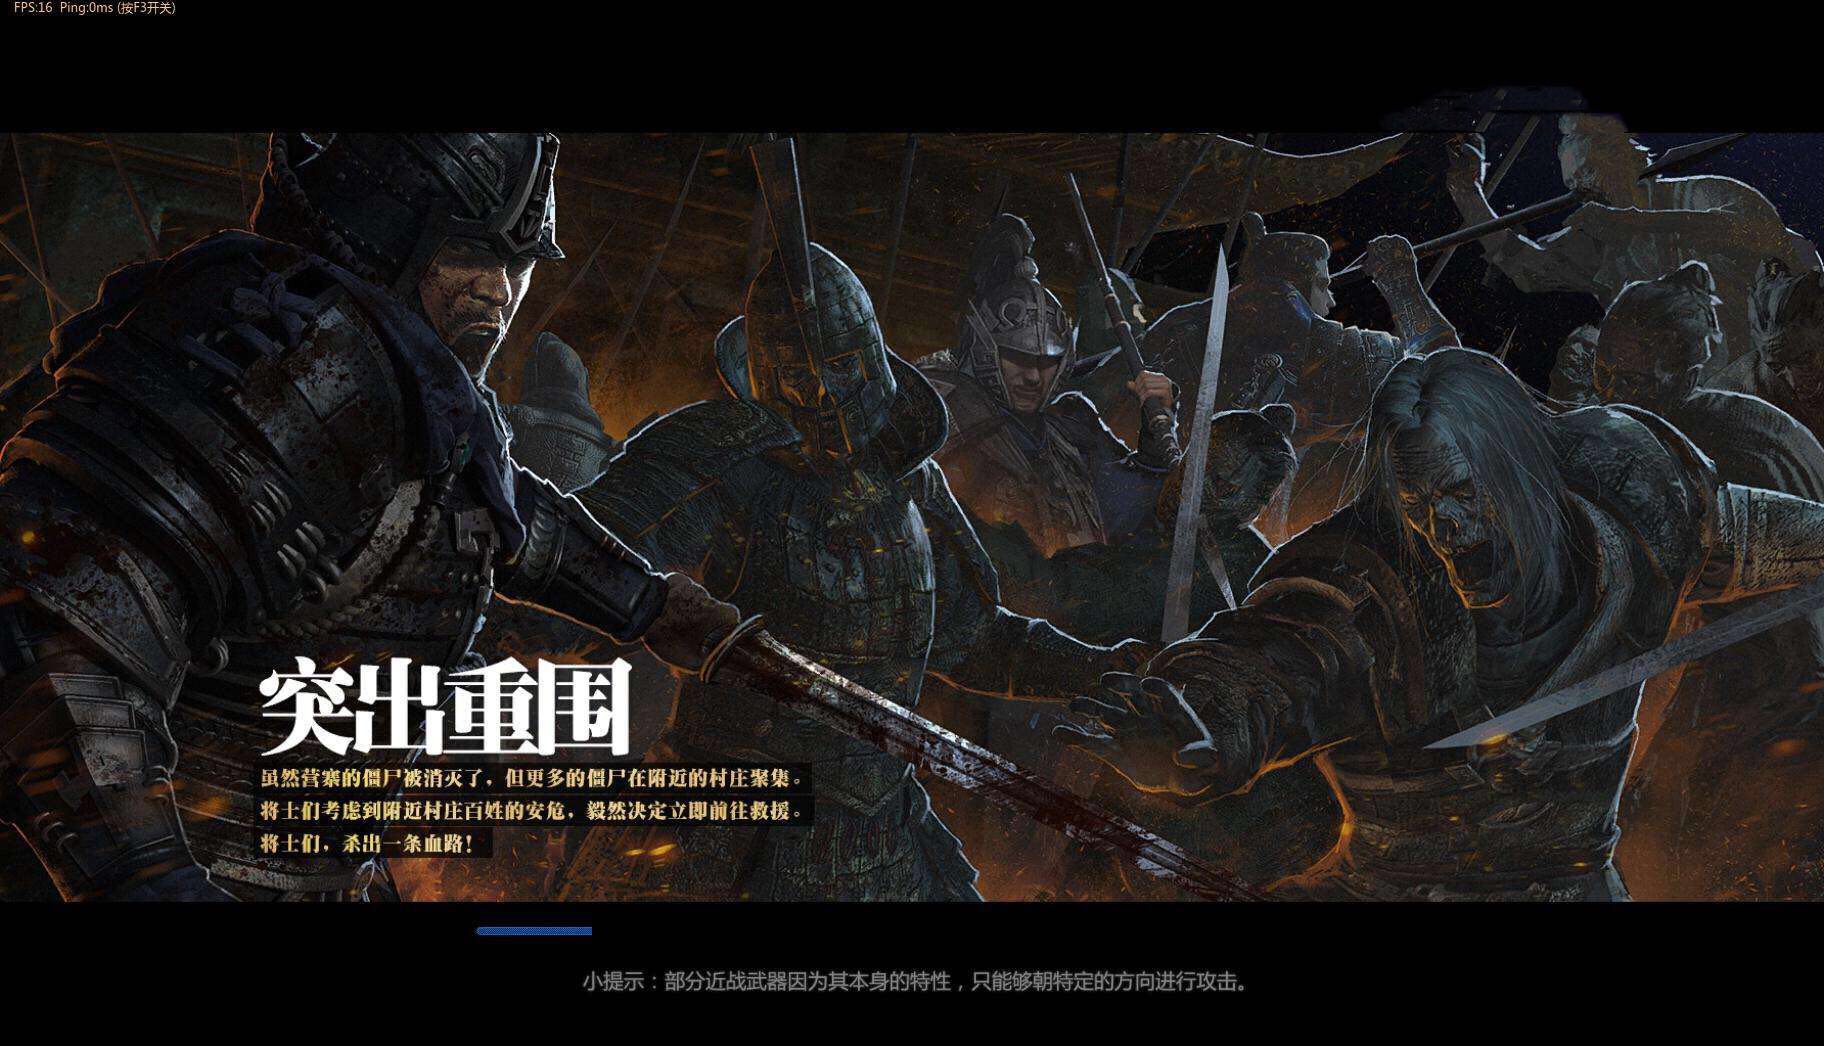 FPS:16 Ping:0ms (按F3开关)
突出重围
虽然营寨的僵尸被消灭了，但更多的僵尸在附近的村庄聚集。
将士们考虑到附近村庄百姓的安危，毅然决定立即前往救援。
将士们，杀出一条血路！
小提示：部分近战武器因为其本身的特性，只能够朝特定的方向进行攻击。